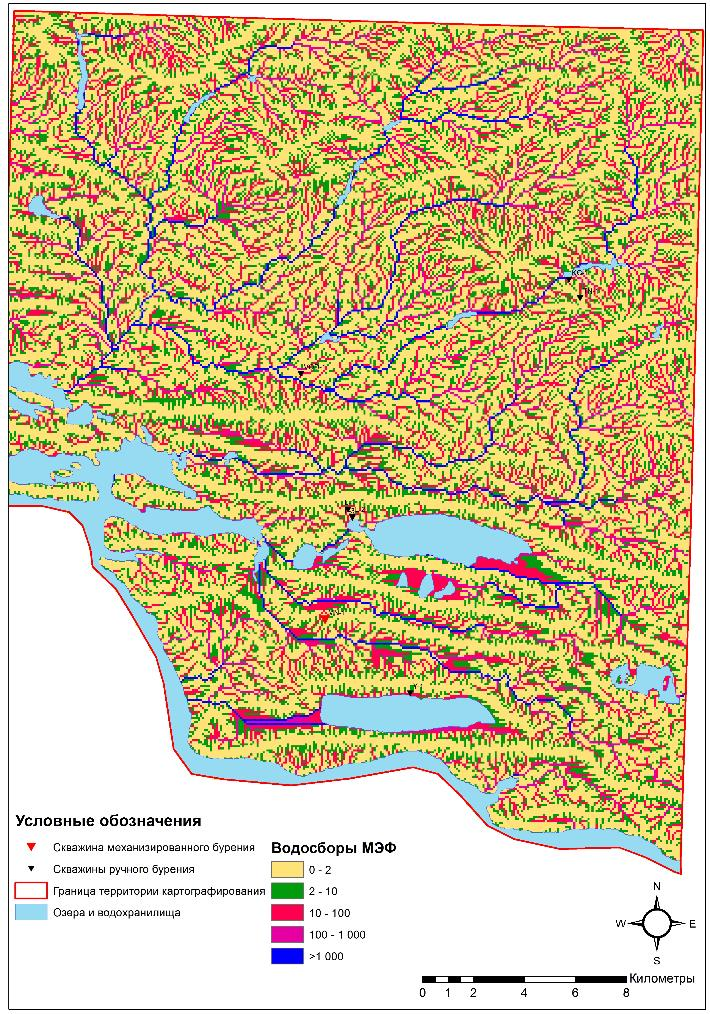 Условные обозначения
Скважина механизированного бурения
Скважины ручного бурения
Граница территории картографирования
Озера и водохранилища
Водосборы МЭФ
0 - 2
2 - 10
10 - 100
100 - 1 000
>1 000
N
W E
S
Километры
0 1 2 4 6 8